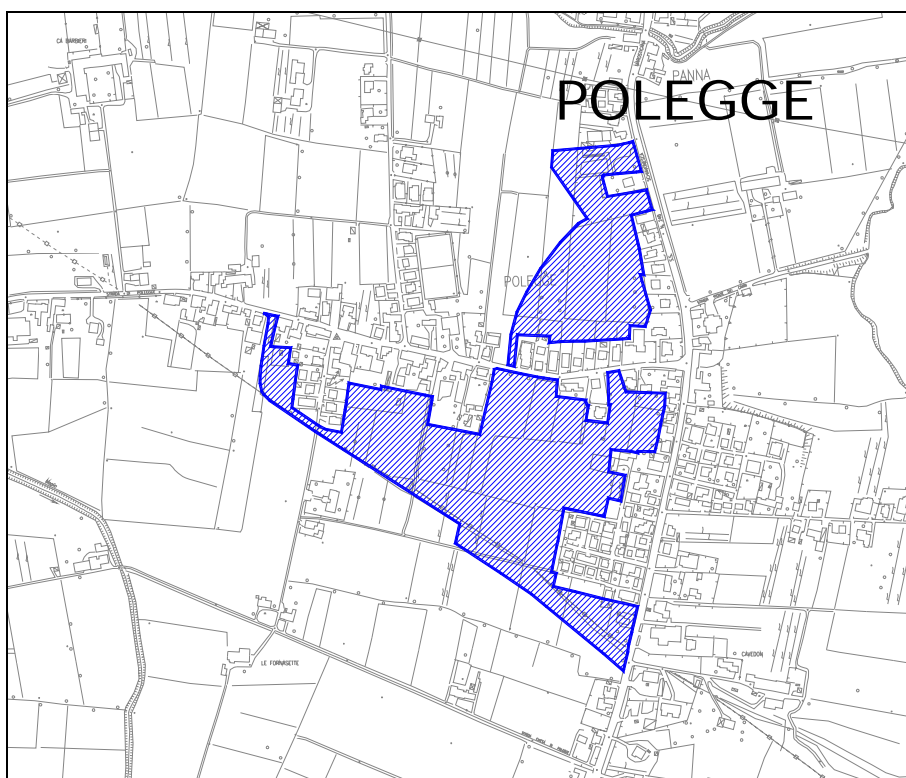 CA BARBIERI
PANNA
POLEGGE
POLEGGE
LE FORNASETTE
CAVEDON